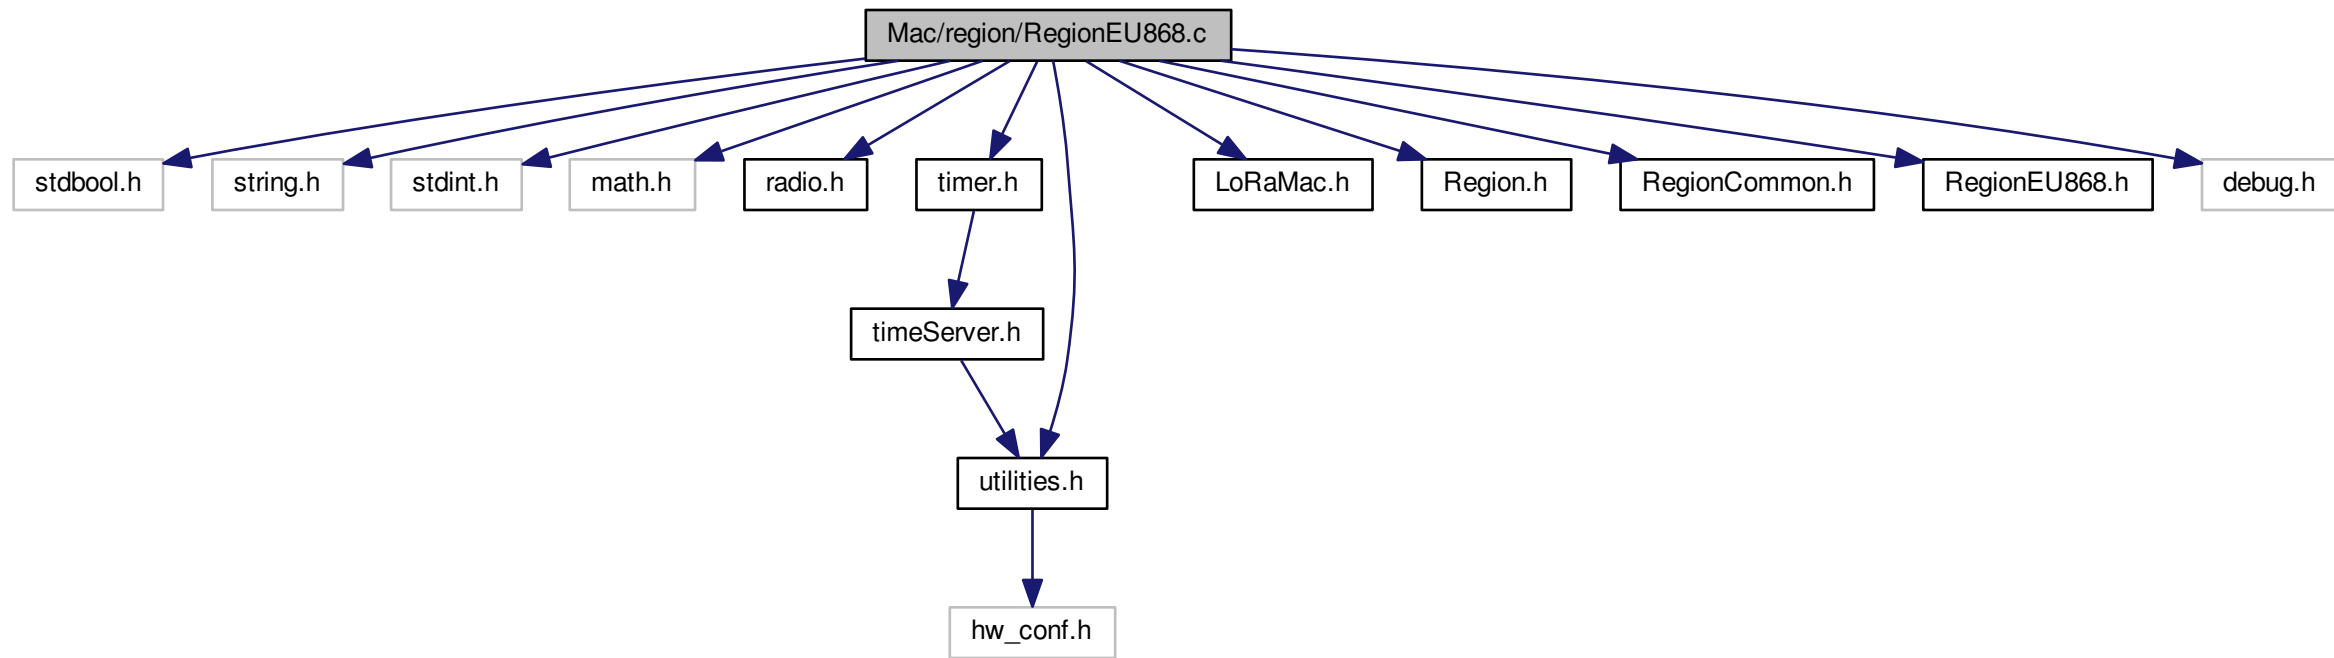 Mac/region/RegionEU868.c
stdbool.h
string.h
stdint.h
math.h
radio.h
timer.h
LoRaMac.h
Region.h
RegionCommon.h
RegionEU868.h
debug.h
timeServer.h
utilities.h
hw_conf.h